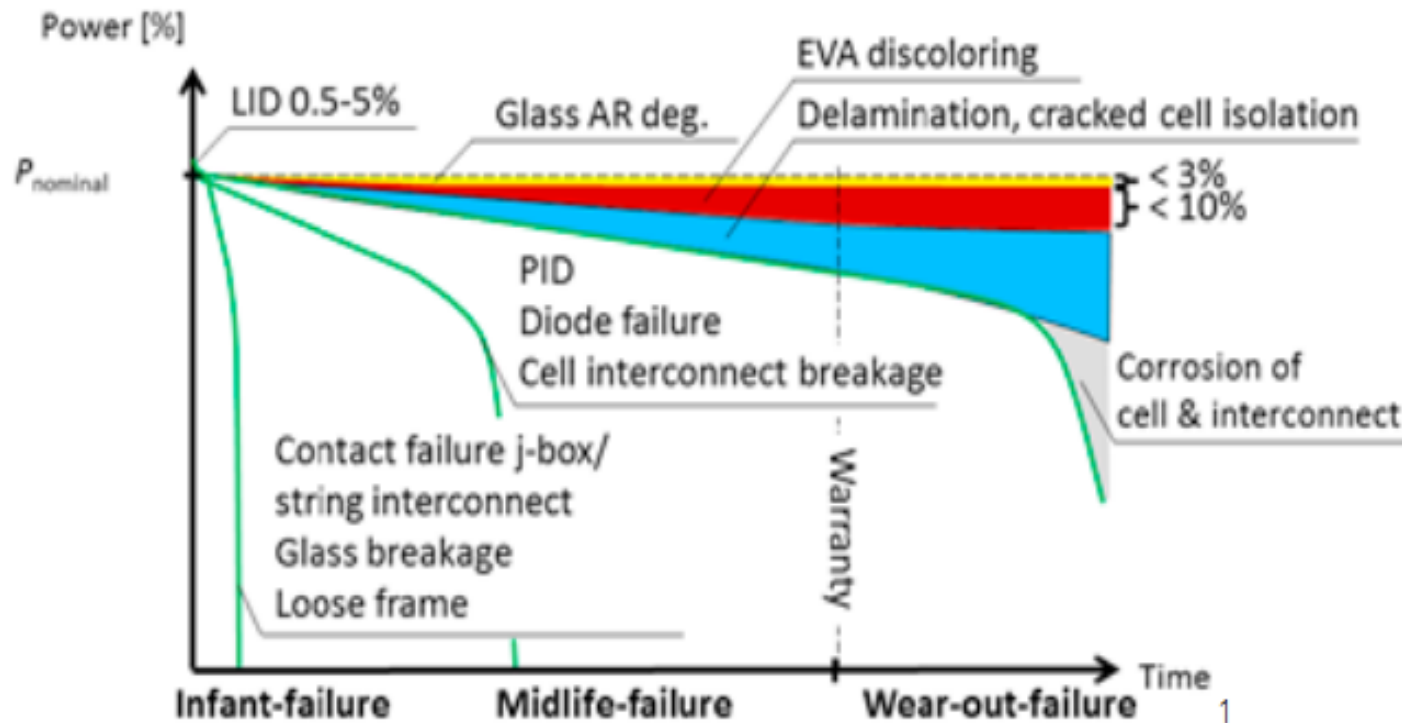 Power [%]
EVA discoloring
LID 0.5-5%
Glass AR deg.
Delamination, cracked cell isolation
Pnominal
< 3%
< 10%
PID
Diode failure
Cell interconnect breakage
Corrosion of
cell & interconnect
Contact failure j-box/
string interconnect
Glass breakage
Loose frame
Warranty
Time
Infant-failure
Midlife-failure
Wear-out-failure
1